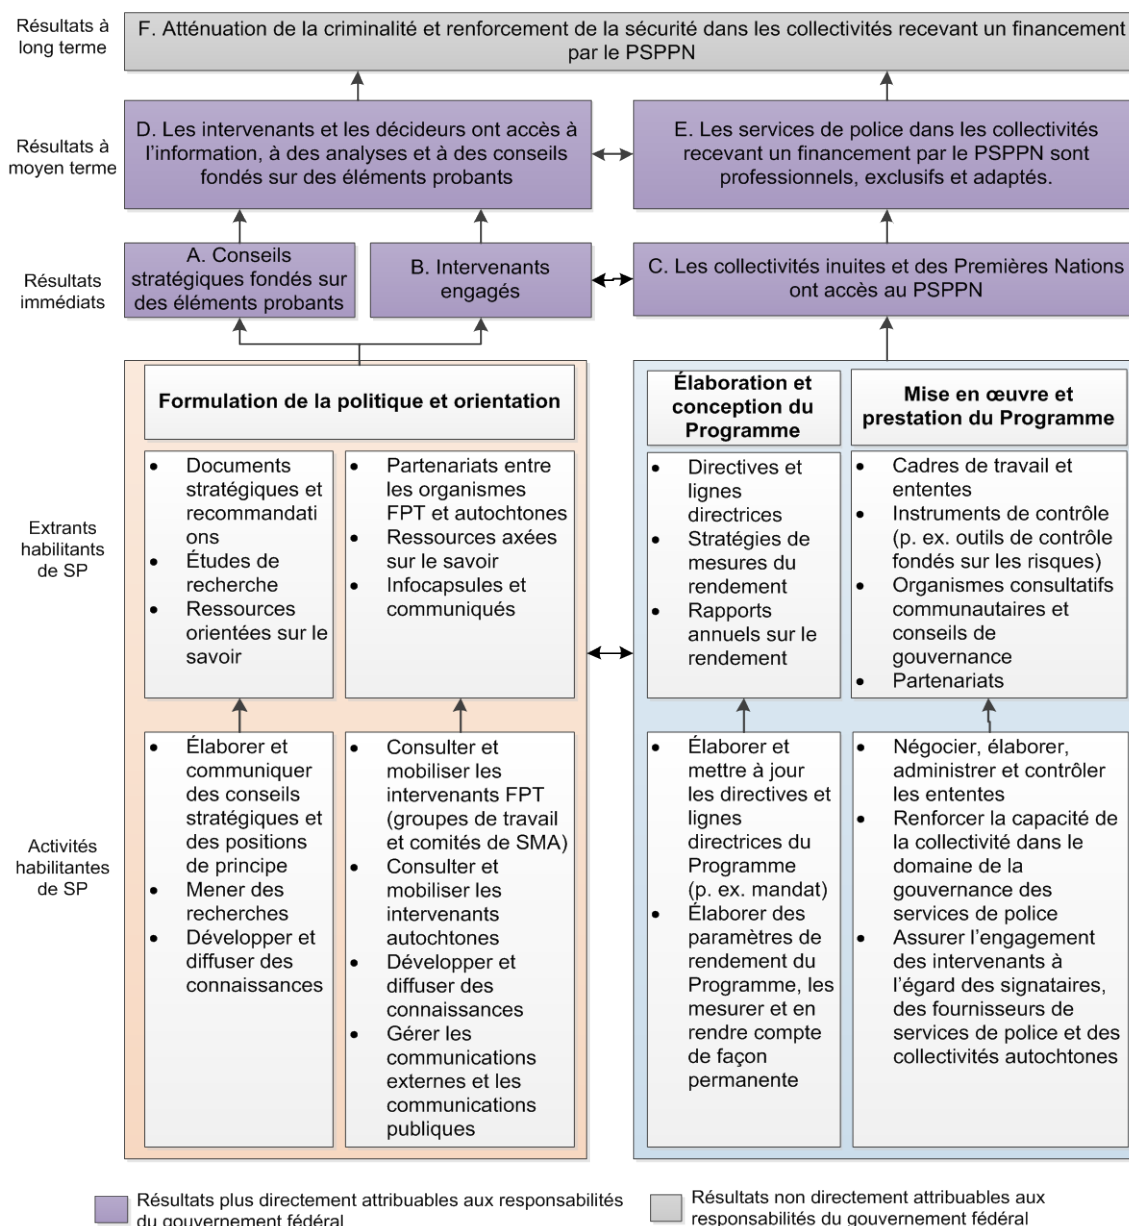 Résultats à
long terme
F. Atténuation de la criminalité et renforcement de la sécurité dans les collectivités recevant un financement
par le PSPPN
Résultats à
moyen terme
D. Les intervenants et les décideurs ont accès à
l’information, à des analyses et à des conseils
fondés sur des éléments probants
E. Les services de police dans les collectivités
recevant un financement par le PSPPN sont
professionnels, exclusifs et adaptés.
Résultats
immédiats
A. Conseils
stratégiques fondés sur
des éléments probants
B. Intervenants
engagés
C. Les collectivités inuites et des Premières Nations
ont accès au PSPPN
Formulation de la politique et orientation
Élaboration et
conception du
Programme
Mise en œuvre et
prestation du Programme
Extrants
habilitants
de SP
• Documents
stratégiques et
recommandati
ons
• Études de
recherche
• Ressources
orientées sur le
savoir
• Partenariats entre
les organismes
FPT et autochtones
• Ressources axées
sur le savoir
• Infocapsules et
communiqués
• Directives et
lignes
directrices
• Stratégies de
mesures du
rendement
• Rapports
annuels sur le
rendement
• Cadres de travail et
ententes
• Instruments de contrôle
(p. ex. outils de contrôle
fondés sur les risques)
• Organismes consultatifs
communautaires et
conseils de
gouvernance
• Partenariats
Activités
habilitantes
de SP
• Élaborer et
communiquer
des conseils
stratégiques et
des positions
de principe
• Mener des
recherches
• Développer et
diffuser des
connaissances
• Consulter et
mobiliser les
intervenants FPT
(groupes de travail
et comités de SMA)
• Consulter et
mobiliser les
intervenants
autochtones
• Développer et
diffuser des
connaissances
• Gérer les
communications
externes et les
communications
publiques
• Élaborer et
mettre à jour
les directives et
lignes
directrices du
Programme
(p. ex. mandat)
• Élaborer des
paramètres de
rendement du
Programme, les
mesurer et en
rendre compte
de façon
permanente
• Négocier, élaborer,
administrer et contrôler
les ententes
• Renforcer la capacité de
la collectivité dans le
domaine de la
gouvernance des
services de police
• Assurer l’engagement
des intervenants à
l’égard des signataires,
des fournisseurs de
services de police et des
collectivités autochtones
Résultats plus directement attribuables aux responsabilités
du gouvernement fédéral
Résultats non directement attribuables aux
responsabilités du gouvernement fédéral